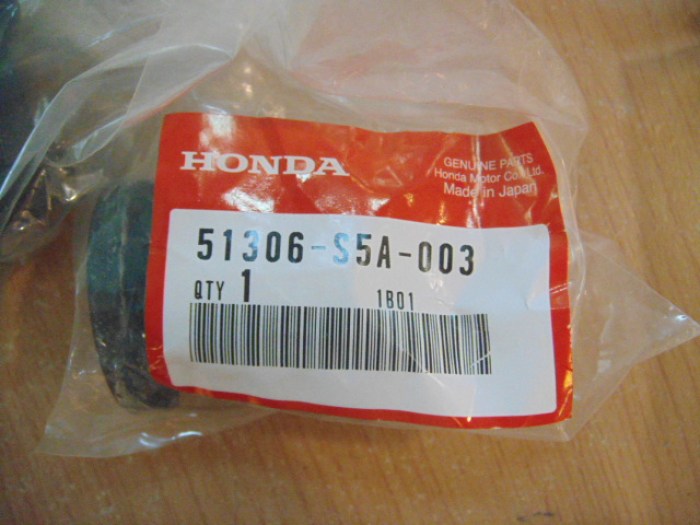 HONDA
GENUINE PARTS
Honda Motor Co., Ltd.
Made in Japan
51306-S5A-003
QTY 1 1B01